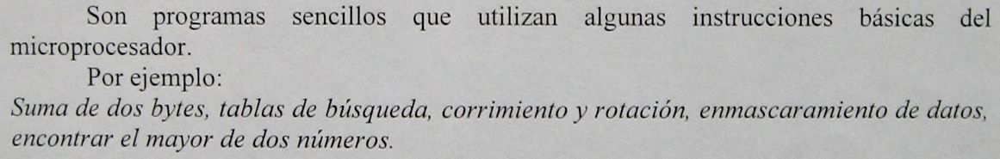 Son programas sencillos que utilizan algunas instrucciones básicas del
microprocesador.
Por ejemplo:
Suma de dos bytes, tablas de búsqueda, corrimiento y rotación, enmascaramiento de datos,
encontrar el mayor de dos números.